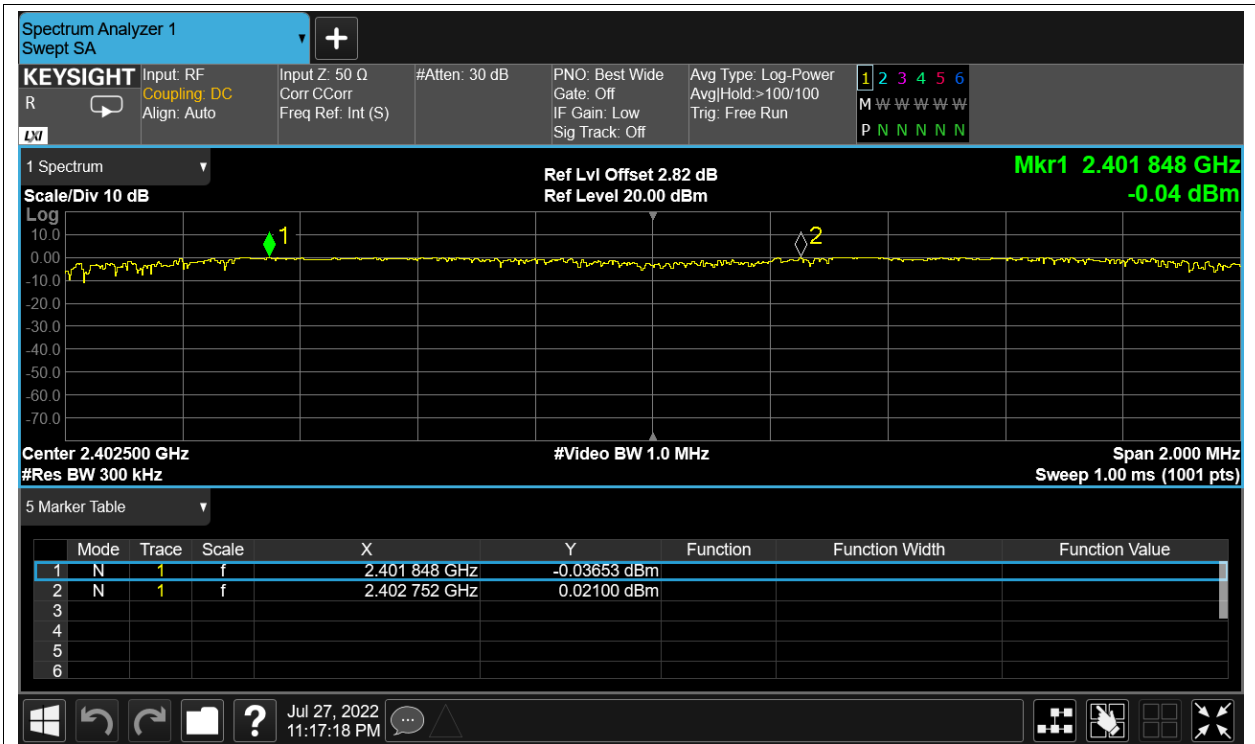 Spectrum Analyzer 1
Swept SA
KEYSIGHT Input: RF Input Z: 50 Ω #Atten: 30 dB PNO: Best Wide Avg Type: Log-Power 1 2 3 4 5 6
R Coupling: DC Corr CCorr Gate: Off Avg|Hold:>100/100 M W W W W W
Align: Auto Freq Ref: Int (S) IF Gain: Low Trig: Free Run
LXI Sig Track: Off P N N N N N
1 Spectrum Ref Lvl Offset 2.82 dB Mkr1 2.401 848 GHz
Scale/Div 10 dB Ref Level 20.00 dBm -0.04 dBm
Log
10.0 1 2
0.00
-10.0
-20.0
-30.0
-40.0
-50.0
-60.0
-70.0
Center 2.402500 GHz #Video BW 1.0 MHz Span 2.000 MHz
#Res BW 300 kHz Sweep 1.00 ms (1001 pts)
5 Marker Table
Mode Trace Scale X Y Function Function Width Function Value
1 N 1 f 2.401 848 GHz -0.03653 dBm
2 N 1 f 2.402 752 GHz 0.02100 dBm
3
4
5
6
? Jul 27, 2022
11:17:18 PM